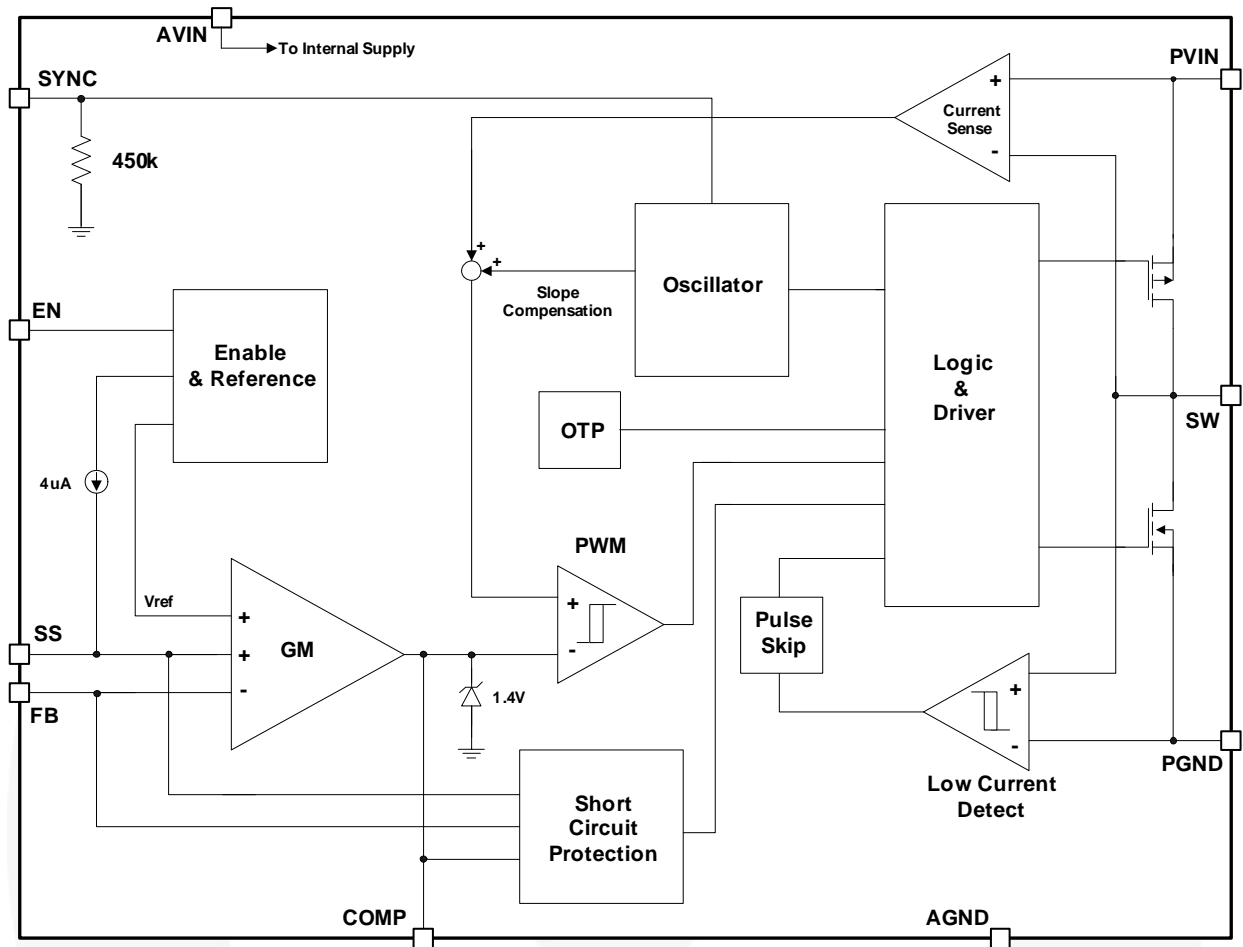 AVIN
To Internal Supply
SYNC
PVIN
+
Current
Sense
-
450k
+
+
Slope
Compensation
Oscillator
EN
Enable
& Reference
Logic
&
Driver
OTP
SW
4uA
PWM
Vref
+
+
-
GM
+
-
Pulse
Skip
SS
FB
1.4V
+
-
PGND
Low Current
Detect
Short
Circuit
Protection
COMP
AGND